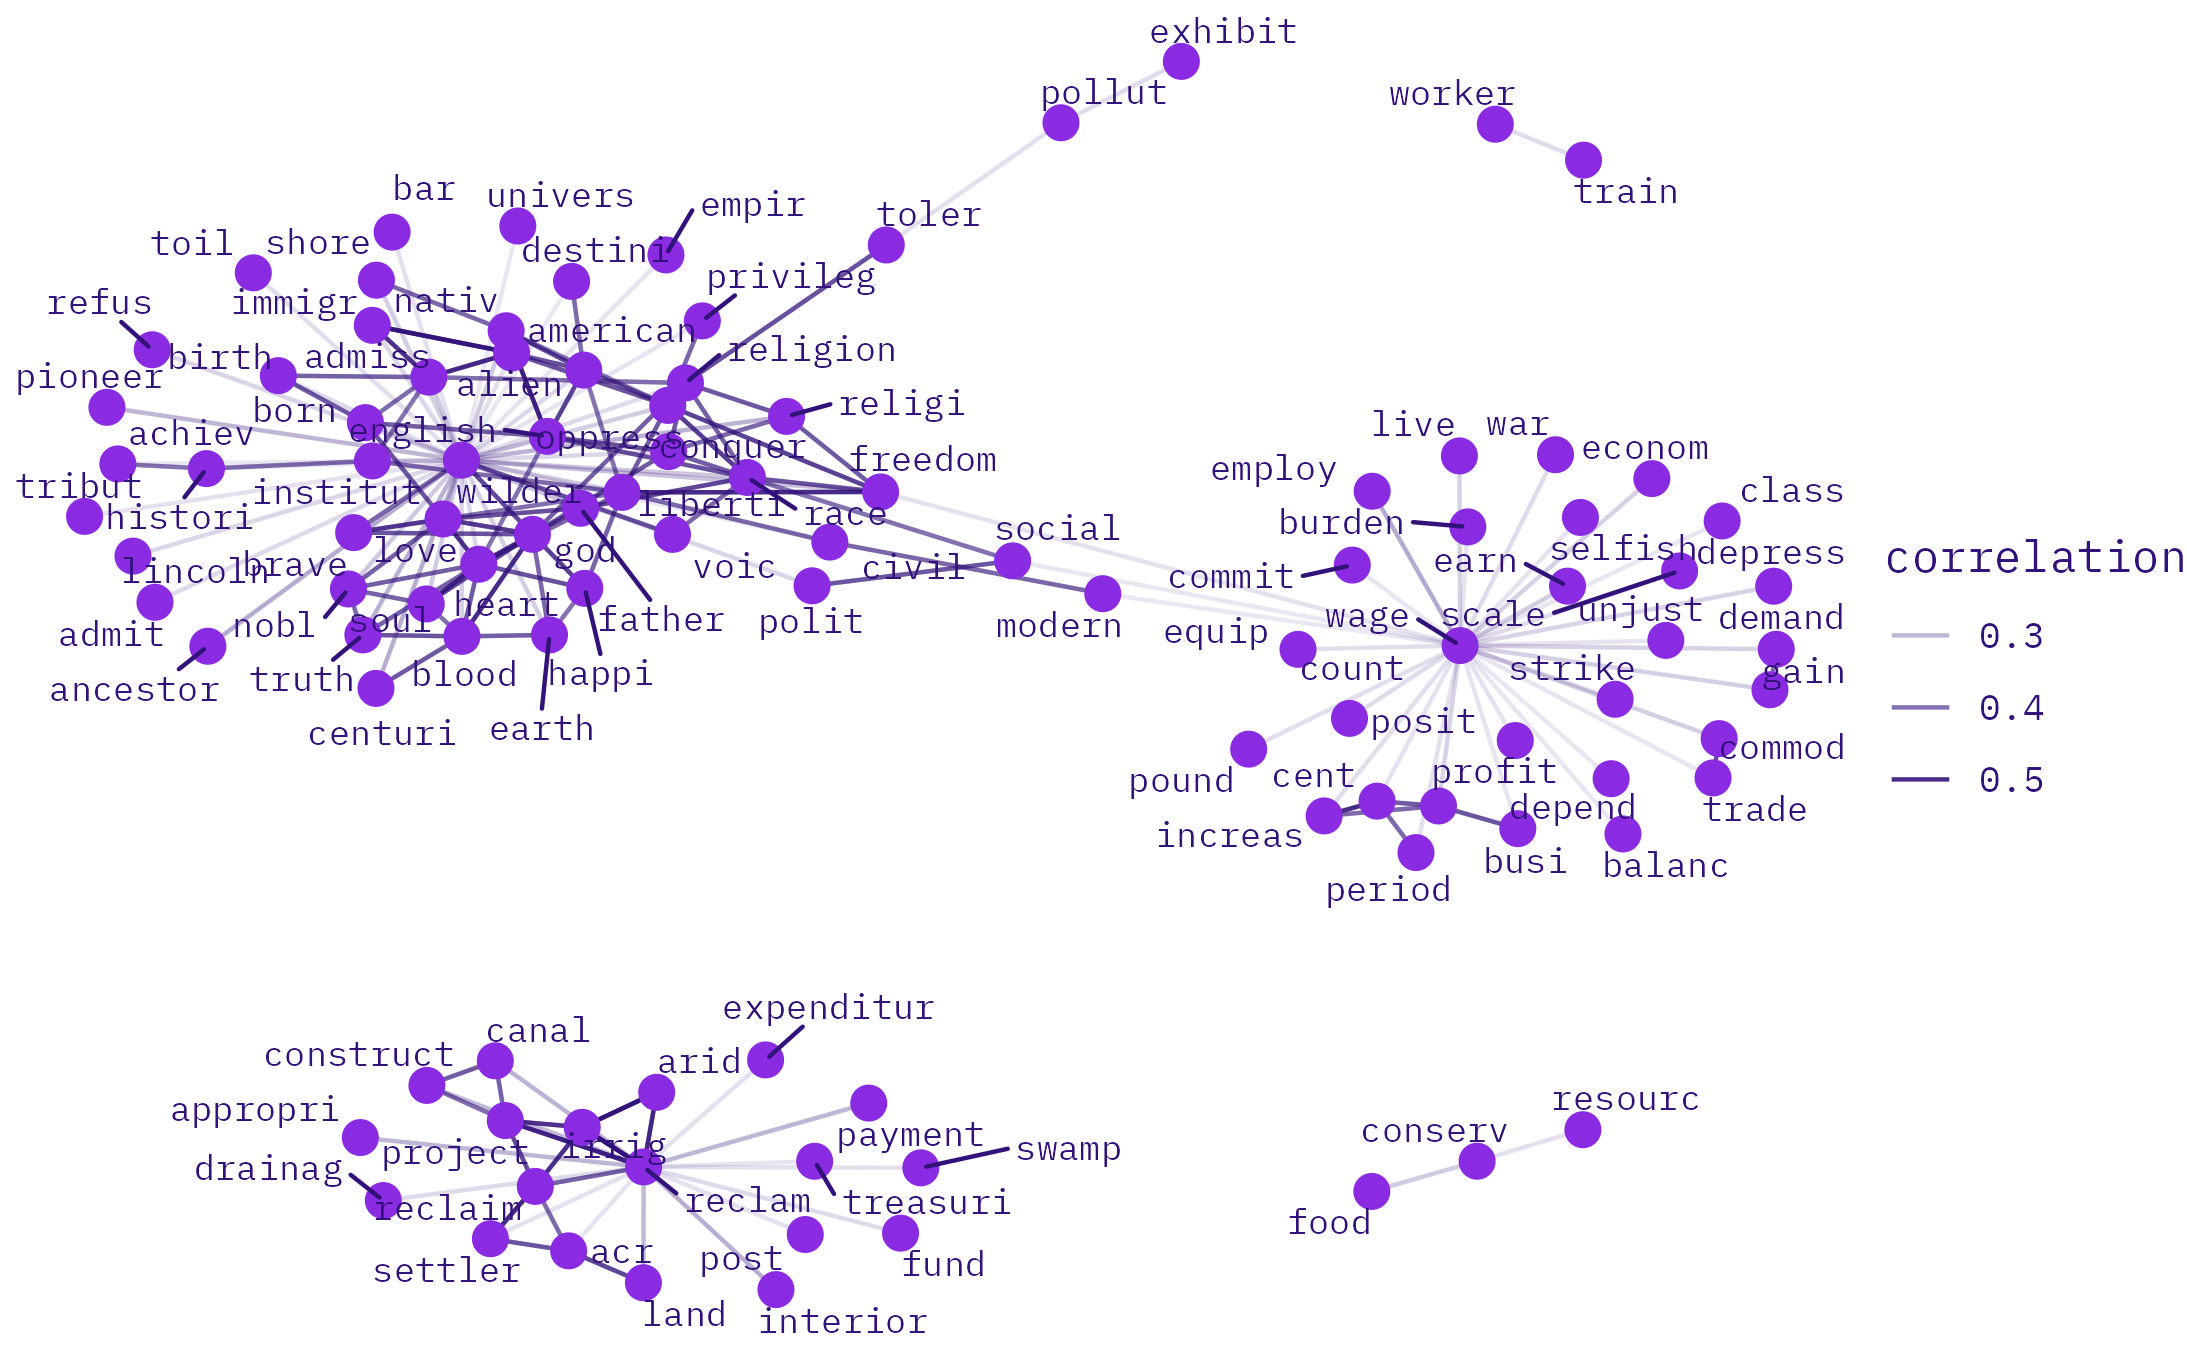 exhibit
pollut
worker
train
bar
univers
empir
toler
toil
shore
destini
privileg
refus
immigr
nativ
american
religion
birth
admiss
pioneer
alien
born
religi
achiev
english
oppress
conquer
freedom
tribut
institut
wilder
liberti
race
histori
social
lincoln
brave
love
god
voic
civil
admit
nobl
soul
heart
father
polit
modern
ancestor
truth
blood
happi
centuri
earth
live
war
econom
employ
class
burden
earn
selfish
depress
commit
wage
scale
unjust
demand
equip
count
strike
gain
posit
commod
pound
cent
profit
depend
trade
increas
busi
balanc
period
correlation
0.3
0.4
0.5
expenditur
canal
construct
arid
appropri
project
irrig
payment
swamp
drainag
reclaim
reclam
treasuri
settler
acr
post
fund
land
interior
resourc
conserv
food